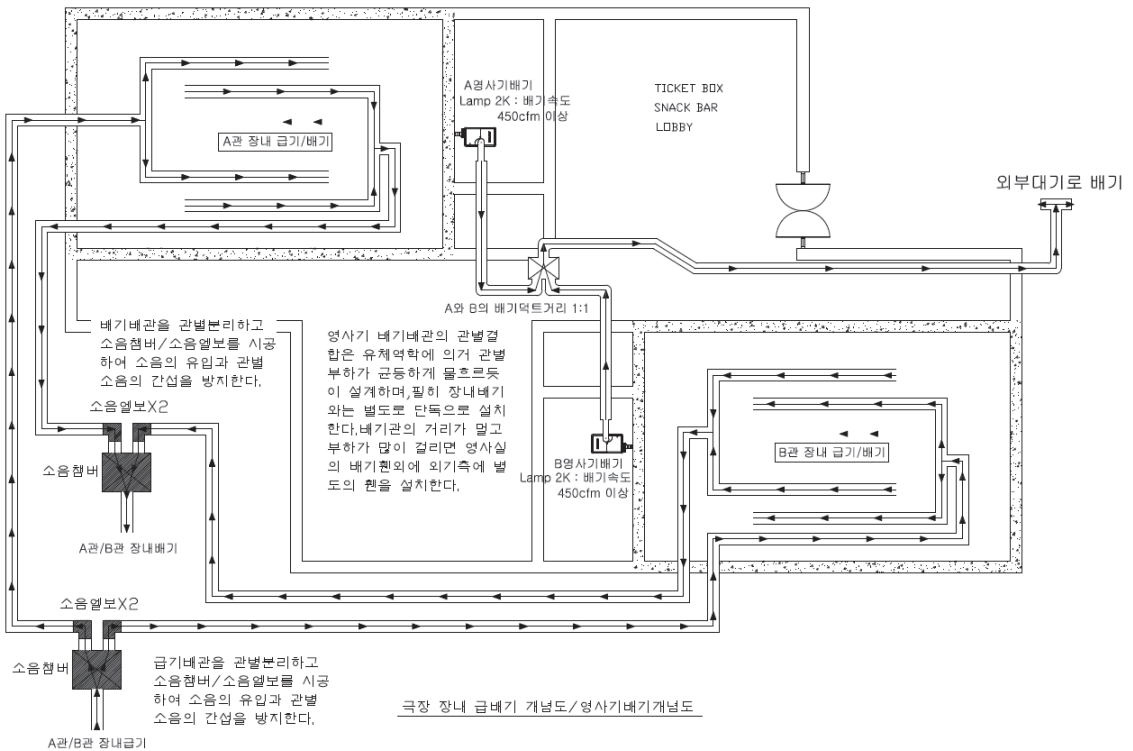 A영사기배기
Lamp 2K : 배기속도
450cfm 이상
TICKET BOX
SNACK BAR
LOBBY
A관 장내 급기/배기
외부대기로 배기
A와 B의 배기덕트거리 1:1
배기배관을 관별분리하고
소음챔버/소음엘보를 시공
하여 소음의 유입과 관별
소음의 간섭을 방지한다.
영사기 배기배관의 관별결
합은 유체역학에 의거 관별
부하가 균등하게 물흐르듯
이 설계하며,필히 장내배기
와는 별도로 단독으로 설치
한다.배기관의 거리가 멀고
부하가 많이 걸리면 영사실
의 배기휀외에 외기측에 별
도의 휀을 설치한다.
소음엘보X2
소음챔버
A관/B관 장내배기
B관 장내 급기/배기
B영사기배기
Lamp 2K : 배기속도
450cfm 이상
소음엘보X2
소음챔버
급기배관을 관별분리하고
소음챔버/소음엘보를 시공
하여 소음의 유입과 관별
소음의 간섭을 방지한다.
A관/B관 장내급기
극장 장내 급배기 개념도/영사기배기개념도